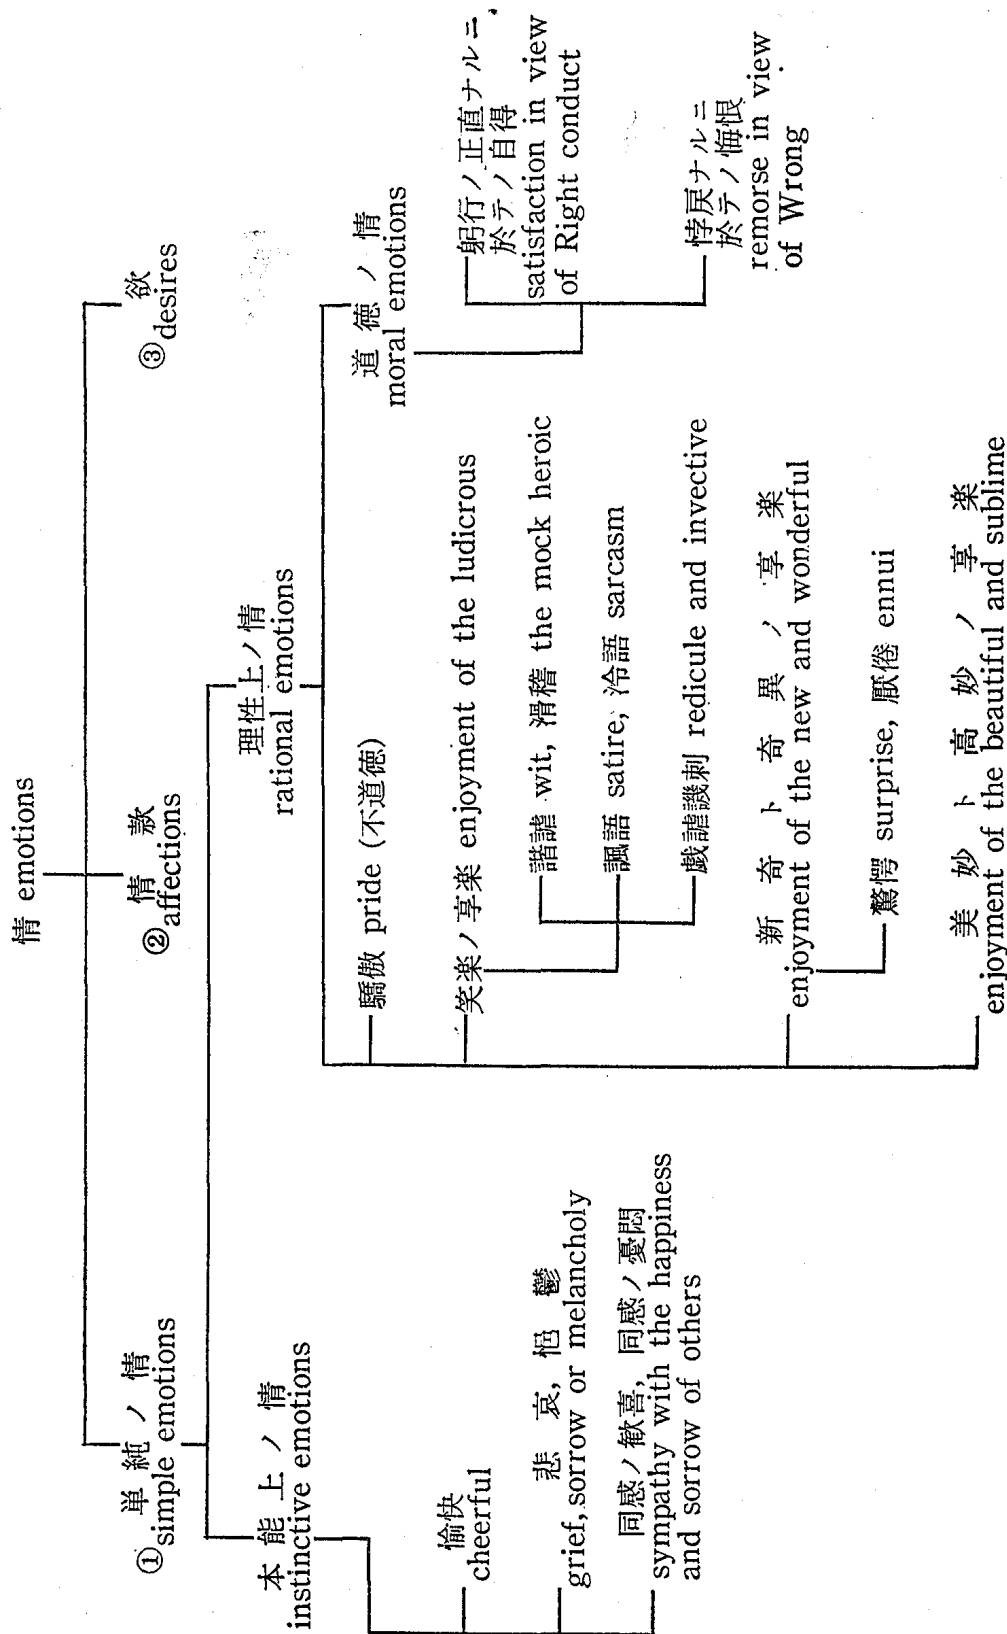 情 emotions
① 単純ノ情
simple emotions
② 情款
affections
③ 欲
desires
本能上ノ情
instinctive emotions
理性上ノ情
rational emotions
愉快
cheerful
悲哀, 悒鬱
grief, sorrow or melancholy
同感ノ歓喜, 同感ノ憂悶
sympathy with the happiness
and sorrow of others
驕傲 pride (不道徳)
笑楽ノ享楽 enjoyment of the ludicrous
諧謔 wit, 滑稽 the mock heroic
諷語 satire, 冷語 sarcasm
戯謔譏刺 redicule and invective
新奇ト奇異ノ享楽
enjoyment of the new and wonderful
驚愕 surprise, 厭倦 ennui
美妙ト高妙ノ享楽
enjoyment of the beautiful and sublime
道徳ノ情
moral emotions
躬行ノ正直ナルニ
於テノ自得
satisfaction in view
of Right conduct
悖戻ナルニ
於テノ悔恨
remorse in view
of Wrong